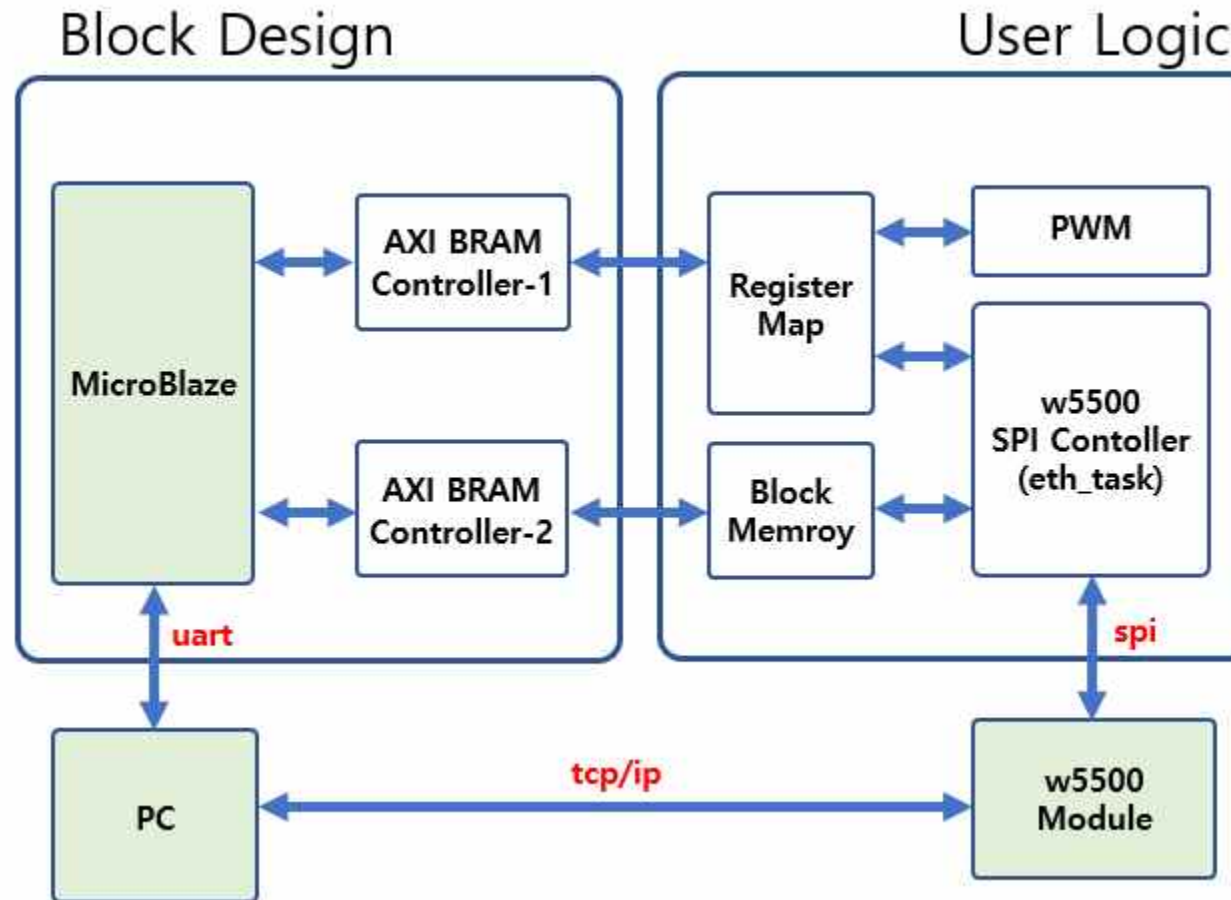 Block Design
User Logic
MicroBlaze
AXI BRAM
Controller-1
AXI BRAM
Controller-2
Register
Map
Block
Memroy
PWM
w5500
SPI Contoller
(eth_task)
uart
spi
PC
tcp/ip
w5500
Module